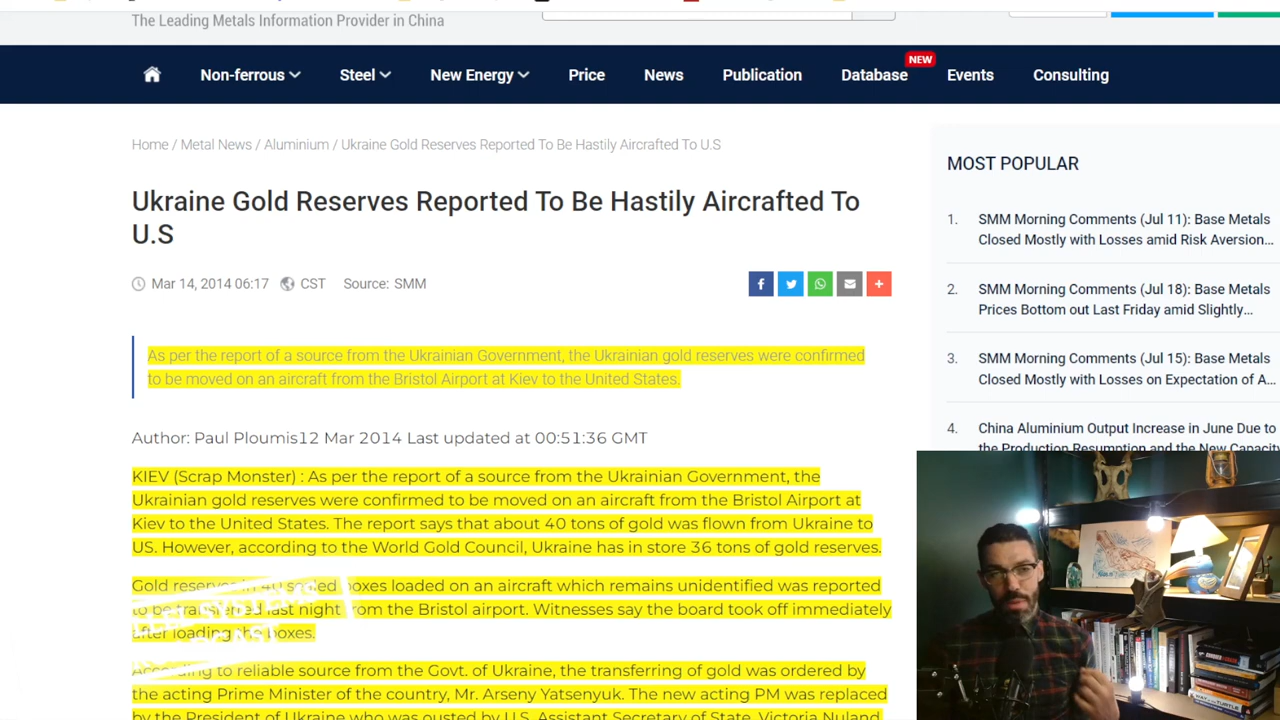 The Leading Metals Information Provider in China
Non-ferrous
Steel
New Energy
Price
News
Publication
Database
NEW
Events
Consulting
Home / Metal News / Aluminium / Ukraine Gold Reserves Reported To Be Hastily Aircrafted To U.S
Ukraine Gold Reserves Reported To Be Hastily Aircrafted To
U.S
Mar 14, 2014 06:17 CST Source: SMM
As per the report of a source from the Ukrainian Government, the Ukrainian gold reserves were confirmed
to be moved on an aircraft from the Bristol Airport at Kiev to the United States.
Author: Paul Ploumis12 Mar 2014 Last updated at 00:51:36 GMT
KIEV (Scrap Monster) : As per the report of a source from the Ukrainian Government, the
Ukrainian gold reserves were confirmed to be moved on an aircraft from the Bristol Airport at
Kiev to the United States. The report says that about 40 tons of gold was flown from Ukraine to
US. However, according to the World Gold Council, Ukraine has in store 36 tons of gold reserves.
Gold reserves in 40 sealed boxes loaded on an aircraft which remains unidentified was reported
to be transferred last night from the Bristol airport. Witnesses say the board took off immediately
after loading the boxes.
According to reliable source from the Govt. of Ukraine, the transferring of gold was ordered by
the acting Prime Minister of the country, Mr. Arseny Yatsenyuk. The new acting PM was replaced
by the President of Ukraine who was ousted by U.S. Assistant Secretary of State, Victoria Nuland
MOST POPULAR
1. SMM Morning Comments (Jul 11): Base Metals
Closed Mostly with Losses amid Risk Aversion...
2. SMM Morning Comments (Jul 18): Base Metals
Prices Bottom out Last Friday amid Slightly...
3. SMM Morning Comments (Jul 15): Base Metals
Closed Mostly with Losses on Expectation of A...
4. China Aluminium Output Increase in June Due to
the Production Resumption and the New Capacity